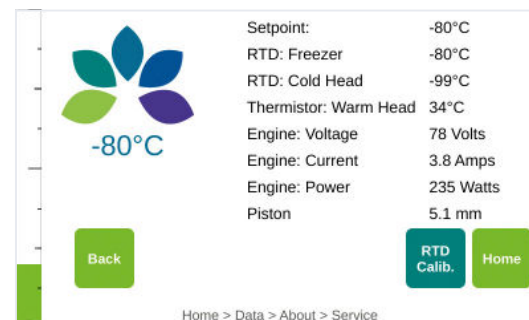 Setpoint: -80°C
RTD: Freezer -80°C
RTD: Cold Head -99°C
Thermistor: Warm Head 34°C
-80°C
Engine: Voltage 78 Volts
Engine: Current 3.8 Amps
Engine: Power 235 Watts
Piston 5.1 mm
Back
RTD
Calib.
Home
Home > Data > About > Service